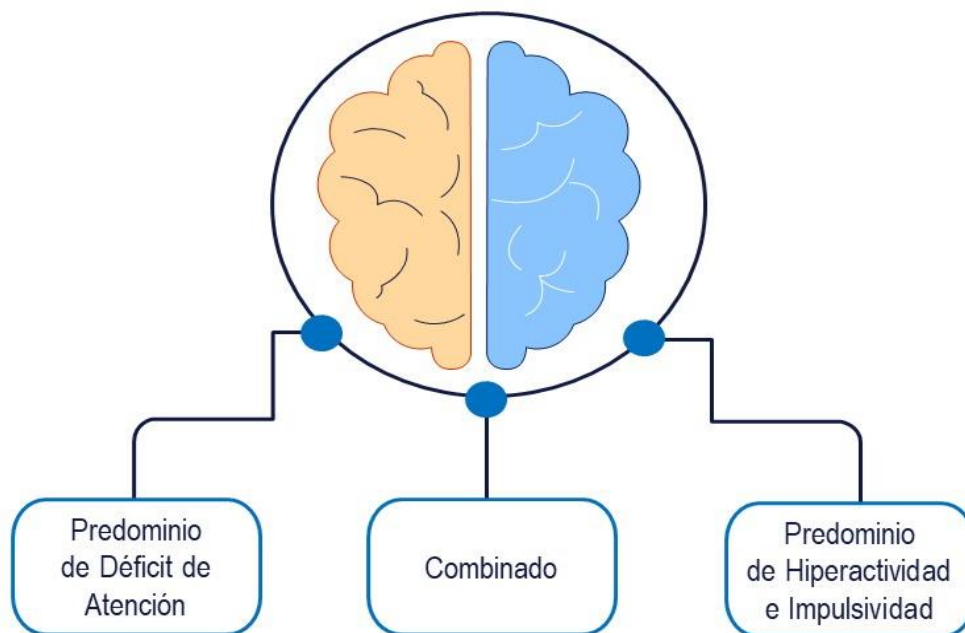 Predominio
de Déficit de
Atención
Combinado
Predominio
de Hiperactividad
e Impulsividad